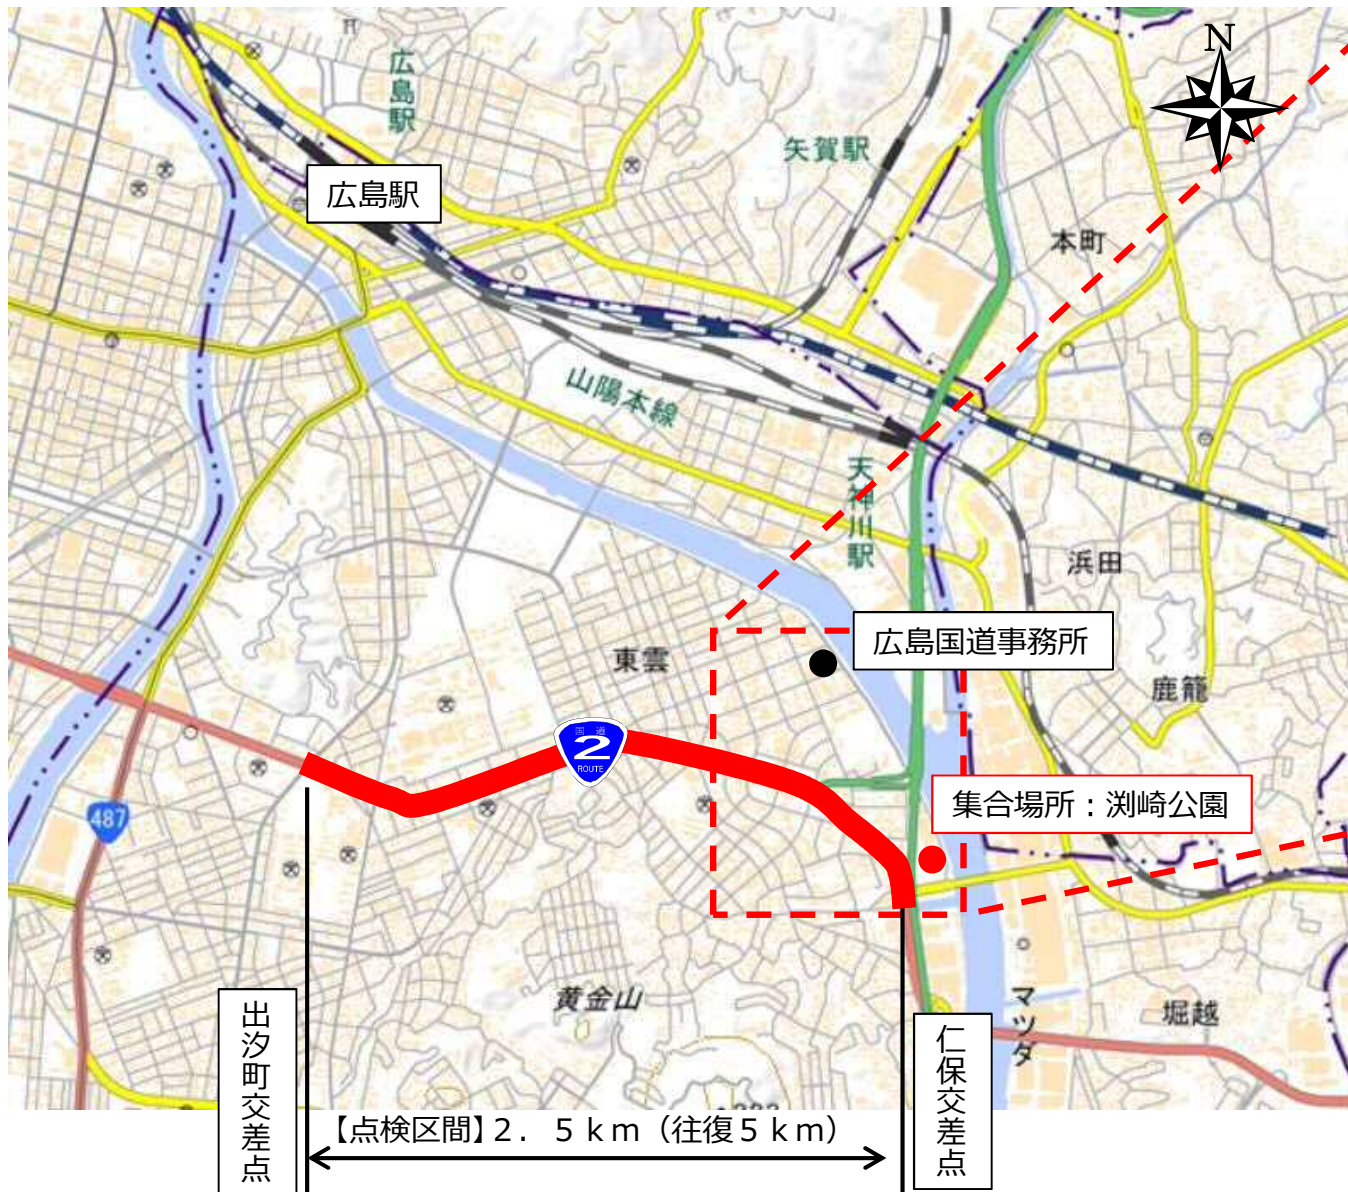 N
広島駅
矢賀駅
広島駅
本町
山陽本線
天神川駅
浜田
広島国道事務所
東雲
鹿籠
国道
2
ROUTE
487
集合場所：渕崎公園
黄金山
マツダ
堀越
出汐町交差点
仁保交差点
【点検区間】２．５ｋｍ（往復５ｋｍ）